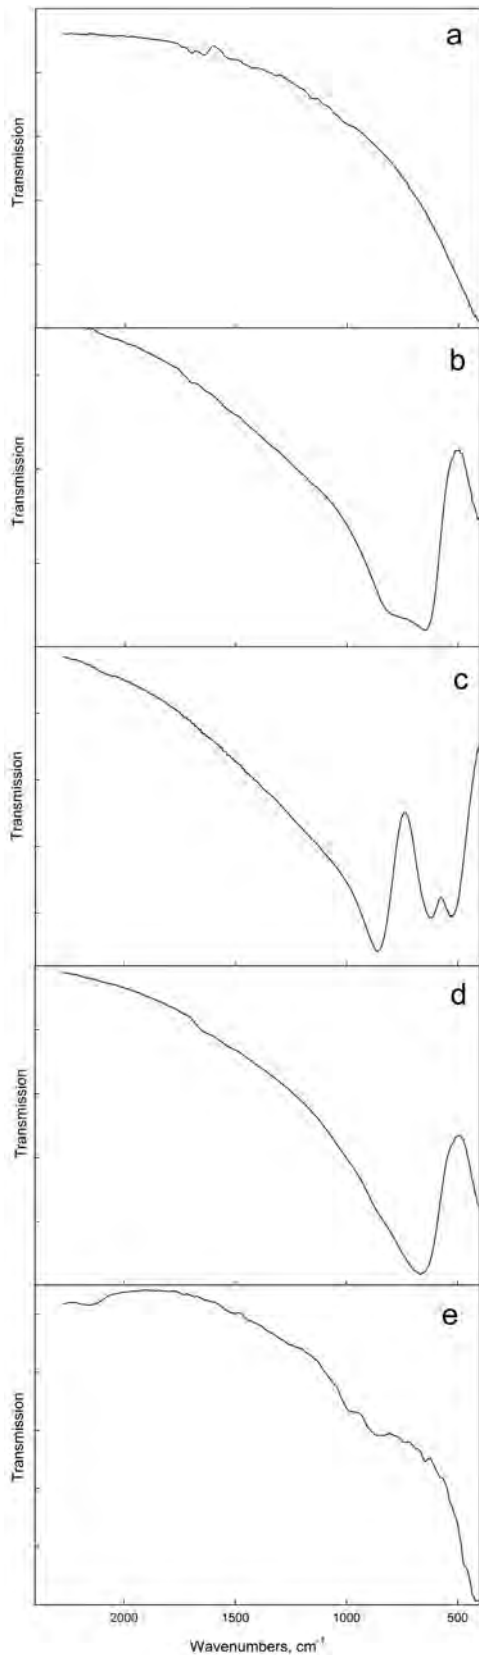 a
Transmission
b
Transmission
c
Transmission
d
Transmission
e
Transmission
2000 1500 1000 500
Wavenumbers, cm⁻¹